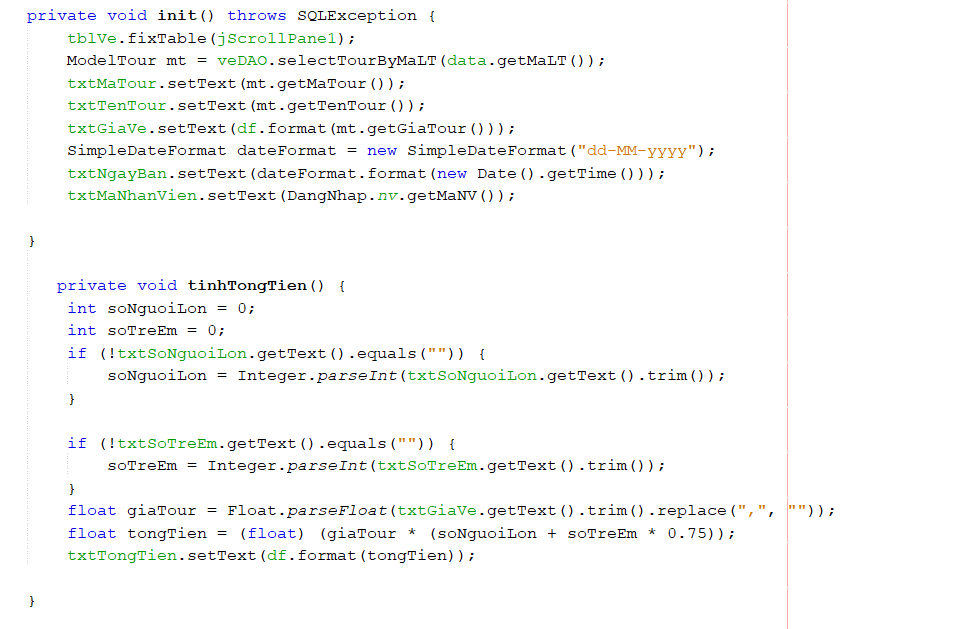 private void init() throws SQLException {
tblVe.fixTable(jScrollPane1);
ModelTour mt = veDAO.selectTourByMaLT(data.getMaLT());
txtMaTour.setText(mt.getMaTour());
txtTenTour.setText(mt.getTenTour());
txtGiaVe.setText(df.format(mt.getGiaTour()));
SimpleDateFormat dateFormat = new SimpleDateFormat("dd-MM-yyyy");
txtNgayBan.setText(dateFormat.format(new Date().getTime()));
txtMaNhanVien.setText(DangNhap.nv.getMaNV());
}
private void tinhTongTien() {
int soNguoiLon = 0;
int soTreEm = 0;
if (!txtSoNguoiLon.getText().equals("")) {
soNguoiLon = Integer.parseInt(txtSoNguoiLon.getText().trim());
}
if (!txtSoTreEm.getText().equals("")) {
soTreEm = Integer.parseInt(txtSoTreEm.getText().trim());
}
float giaTour = Float.parseFloat(txtGiaVe.getText().trim().replace(",", ""));
float tongTien = (float) (giaTour * (soNguoiLon + soTreEm * 0.75));
txtTongTien.setText(df.format(tongTien));
}